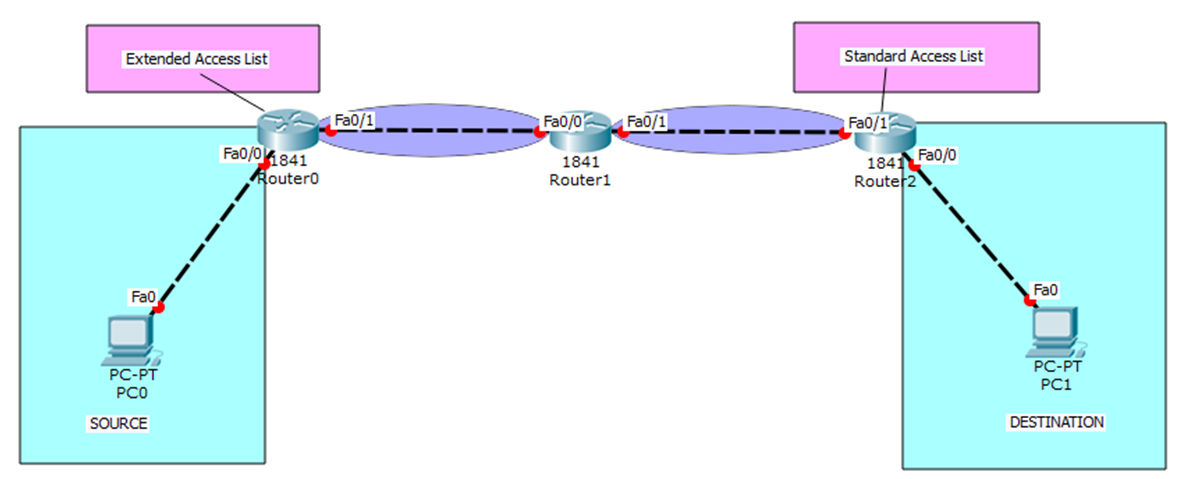 Extended Access List
Standard Access List
Fa0/1
Fa0/0
Fa0/1
Fa0/1
Fa0/0
1841
Router0
1841
Router1
1841
Router2
Fa0/0
Fa0
PC-PT
PC0
SOURCE
Fa0
PC-PT
PC1
DESTINATION